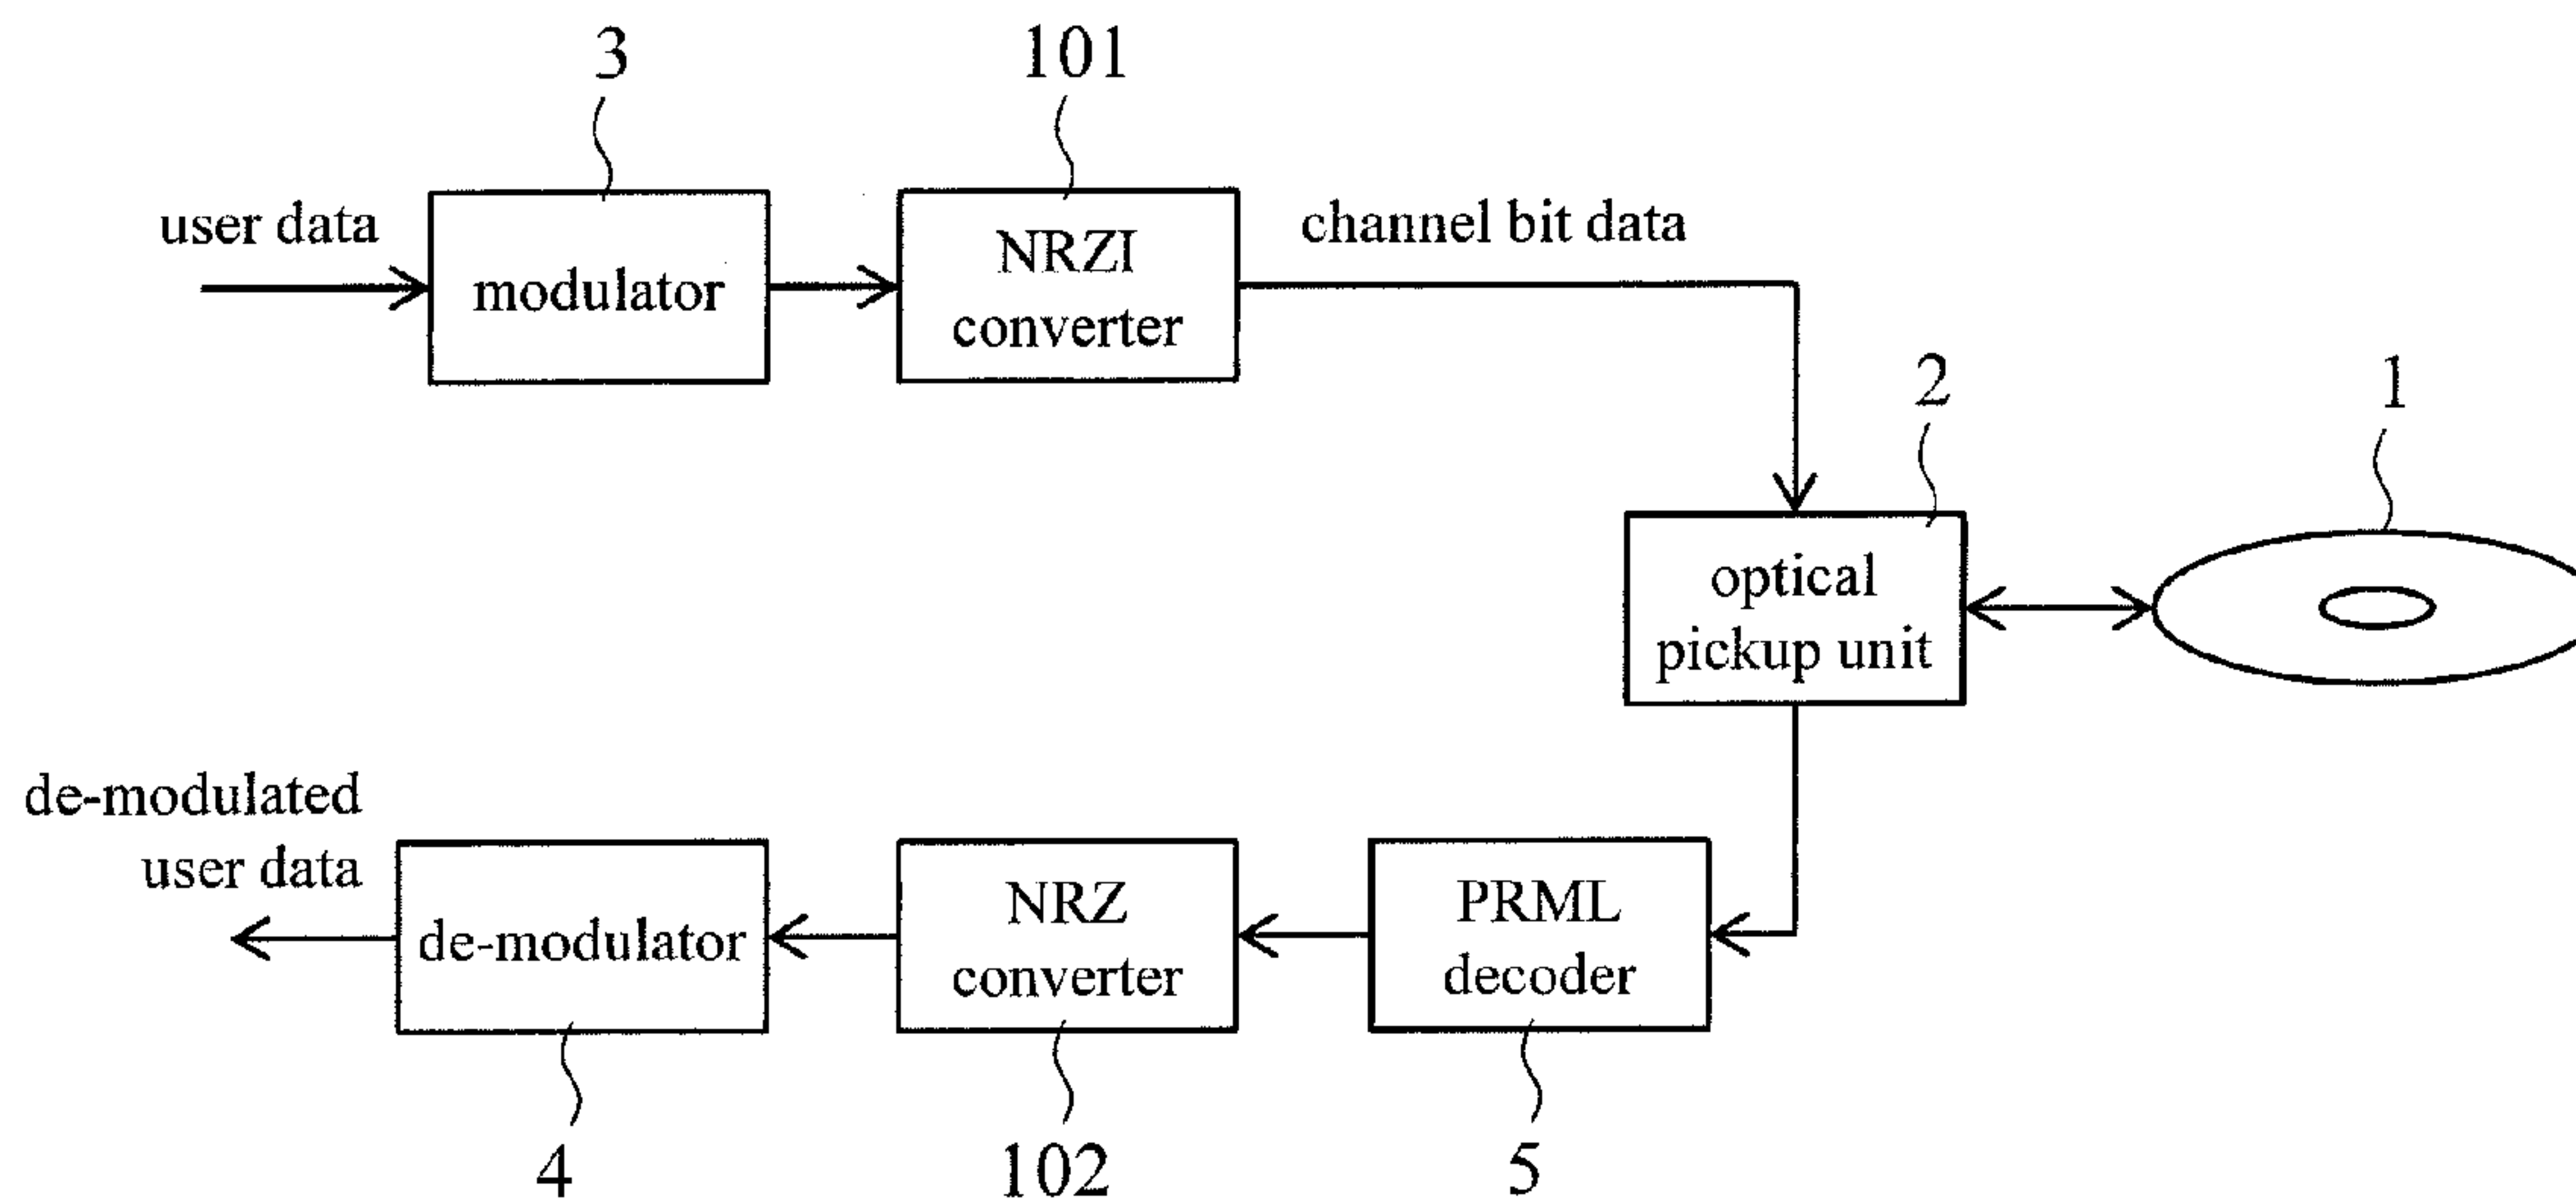 3
101
user data
modulator
NRZI
converter
channel bit data
2
1
optical
pickup unit
de-modulated
user data
de-modulator
NRZ
converter
PRML
decoder
4
102
5